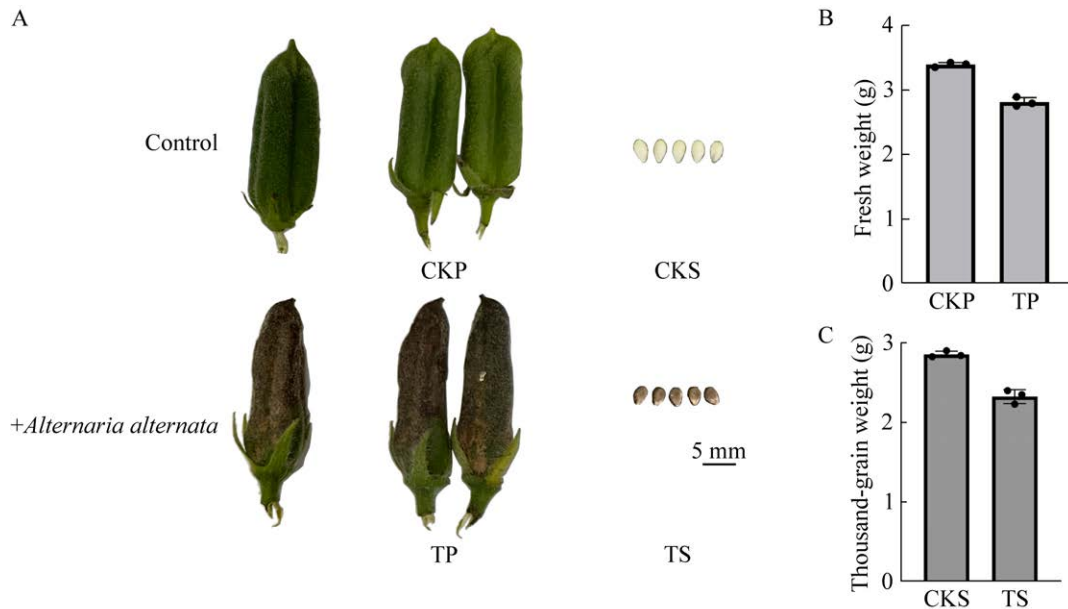 A
Control
CKP
CKS
+Alternaria alternata
5 mm
TP
TS
B
Fresh weight (g)
4
3
2
1
0
CKP
TP
C
Thousand-grain weight (g)
3
2
1
0
CKS
TS